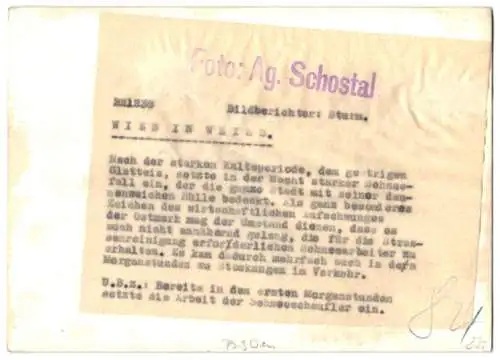 Foto: Ag. Schostal
Bildberichter: Sturm.
WIEN IN WEISS.
Nach der starken Kälteperiode, dem gestrigen
Glatteis, setzte in der Nacht starker Schnee-
fall ein, der die ganze Stadt mit seiner dau-
nenweichen Hülle bedeckt. Als ganz besonderes
Zeichen des wirtschaftlichen Aufschwunges
der Ostmark mag der Umstand dienen, dass es
auch nicht annähernd gelang, die für die Stras-
senreinigung erforderlichen Schneearbeiter zu
erhalten. Es kam dadurch mehrfach auch in den
Morgenstunden zu Stockungen im Verkehr.
U.B.z.: Bereits in den ersten Morgenstunden
setzte die Arbeit der Schneeschaufler ein.